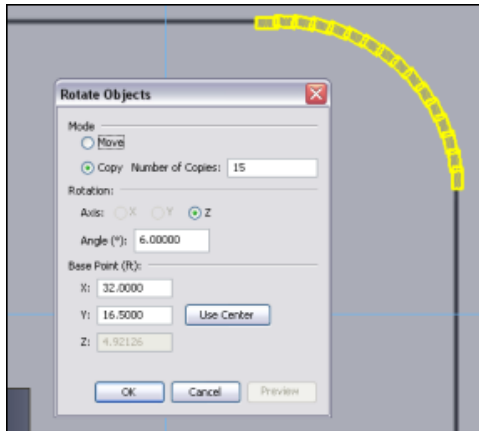 Rotate Objects
Mode
Move
Copy Number of Copies: 15
Rotation:
Axis: X Y Z
Angle (°): 6.00000
Base Point (ft):
X: 32.0000
Y: 16.5000 Use Center
Z: 4.92126
OK Cancel Preview